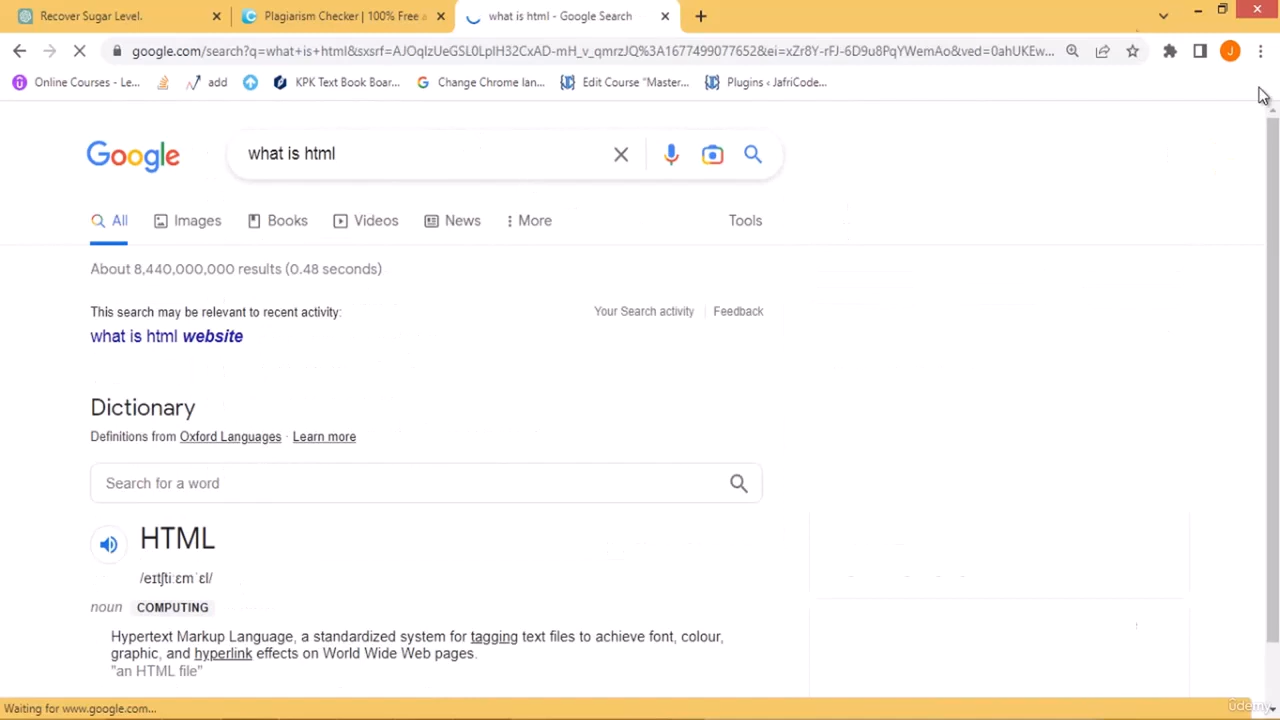 Recover Sugar Level.
Plagiarism Checker | 100% Free a
what is html - Google Search
google.com/search?q=what+is+html&sxsrf=AJOqlzUeGSL0LpIH32CxAD-mH_v_qmrzJQ%3A1677499077652&ei=xZr8Y-rFJ-6D9u8PqYWemAo&ved=0ahUKEw...
J
Online Courses - Le...
add
KPK Text Book Boar...
Change Chrome lan...
Edit Course “Master...
Plugins ‹ JafriCode...
Google
what is html
All
Images
Books
Videos
News
More
Tools
About 8,440,000,000 results (0.48 seconds)
This search may be relevant to recent activity:
Your Search activity
Feedback
what is html website
Dictionary
Definitions from Oxford Languages · Learn more
Search for a word
HTML
/eɪtʃtiːɛmˈɛl/
noun COMPUTING
Hypertext Markup Language, a standardized system for tagging text files to achieve font, colour,
graphic, and hyperlink effects on World Wide Web pages.
"an HTML file"
Waiting for www.google.com...
ûdemy